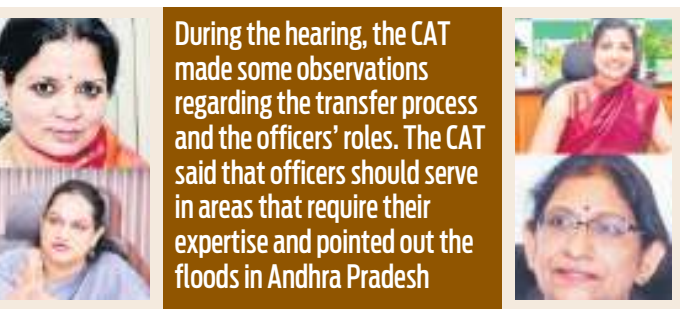 During the hearing, the CAT
made some observations
regarding the transfer process
and the officers’ roles. The CAT
said that officers should serve
in areas that require their
expertise and pointed out the
floods in Andhra Pradesh